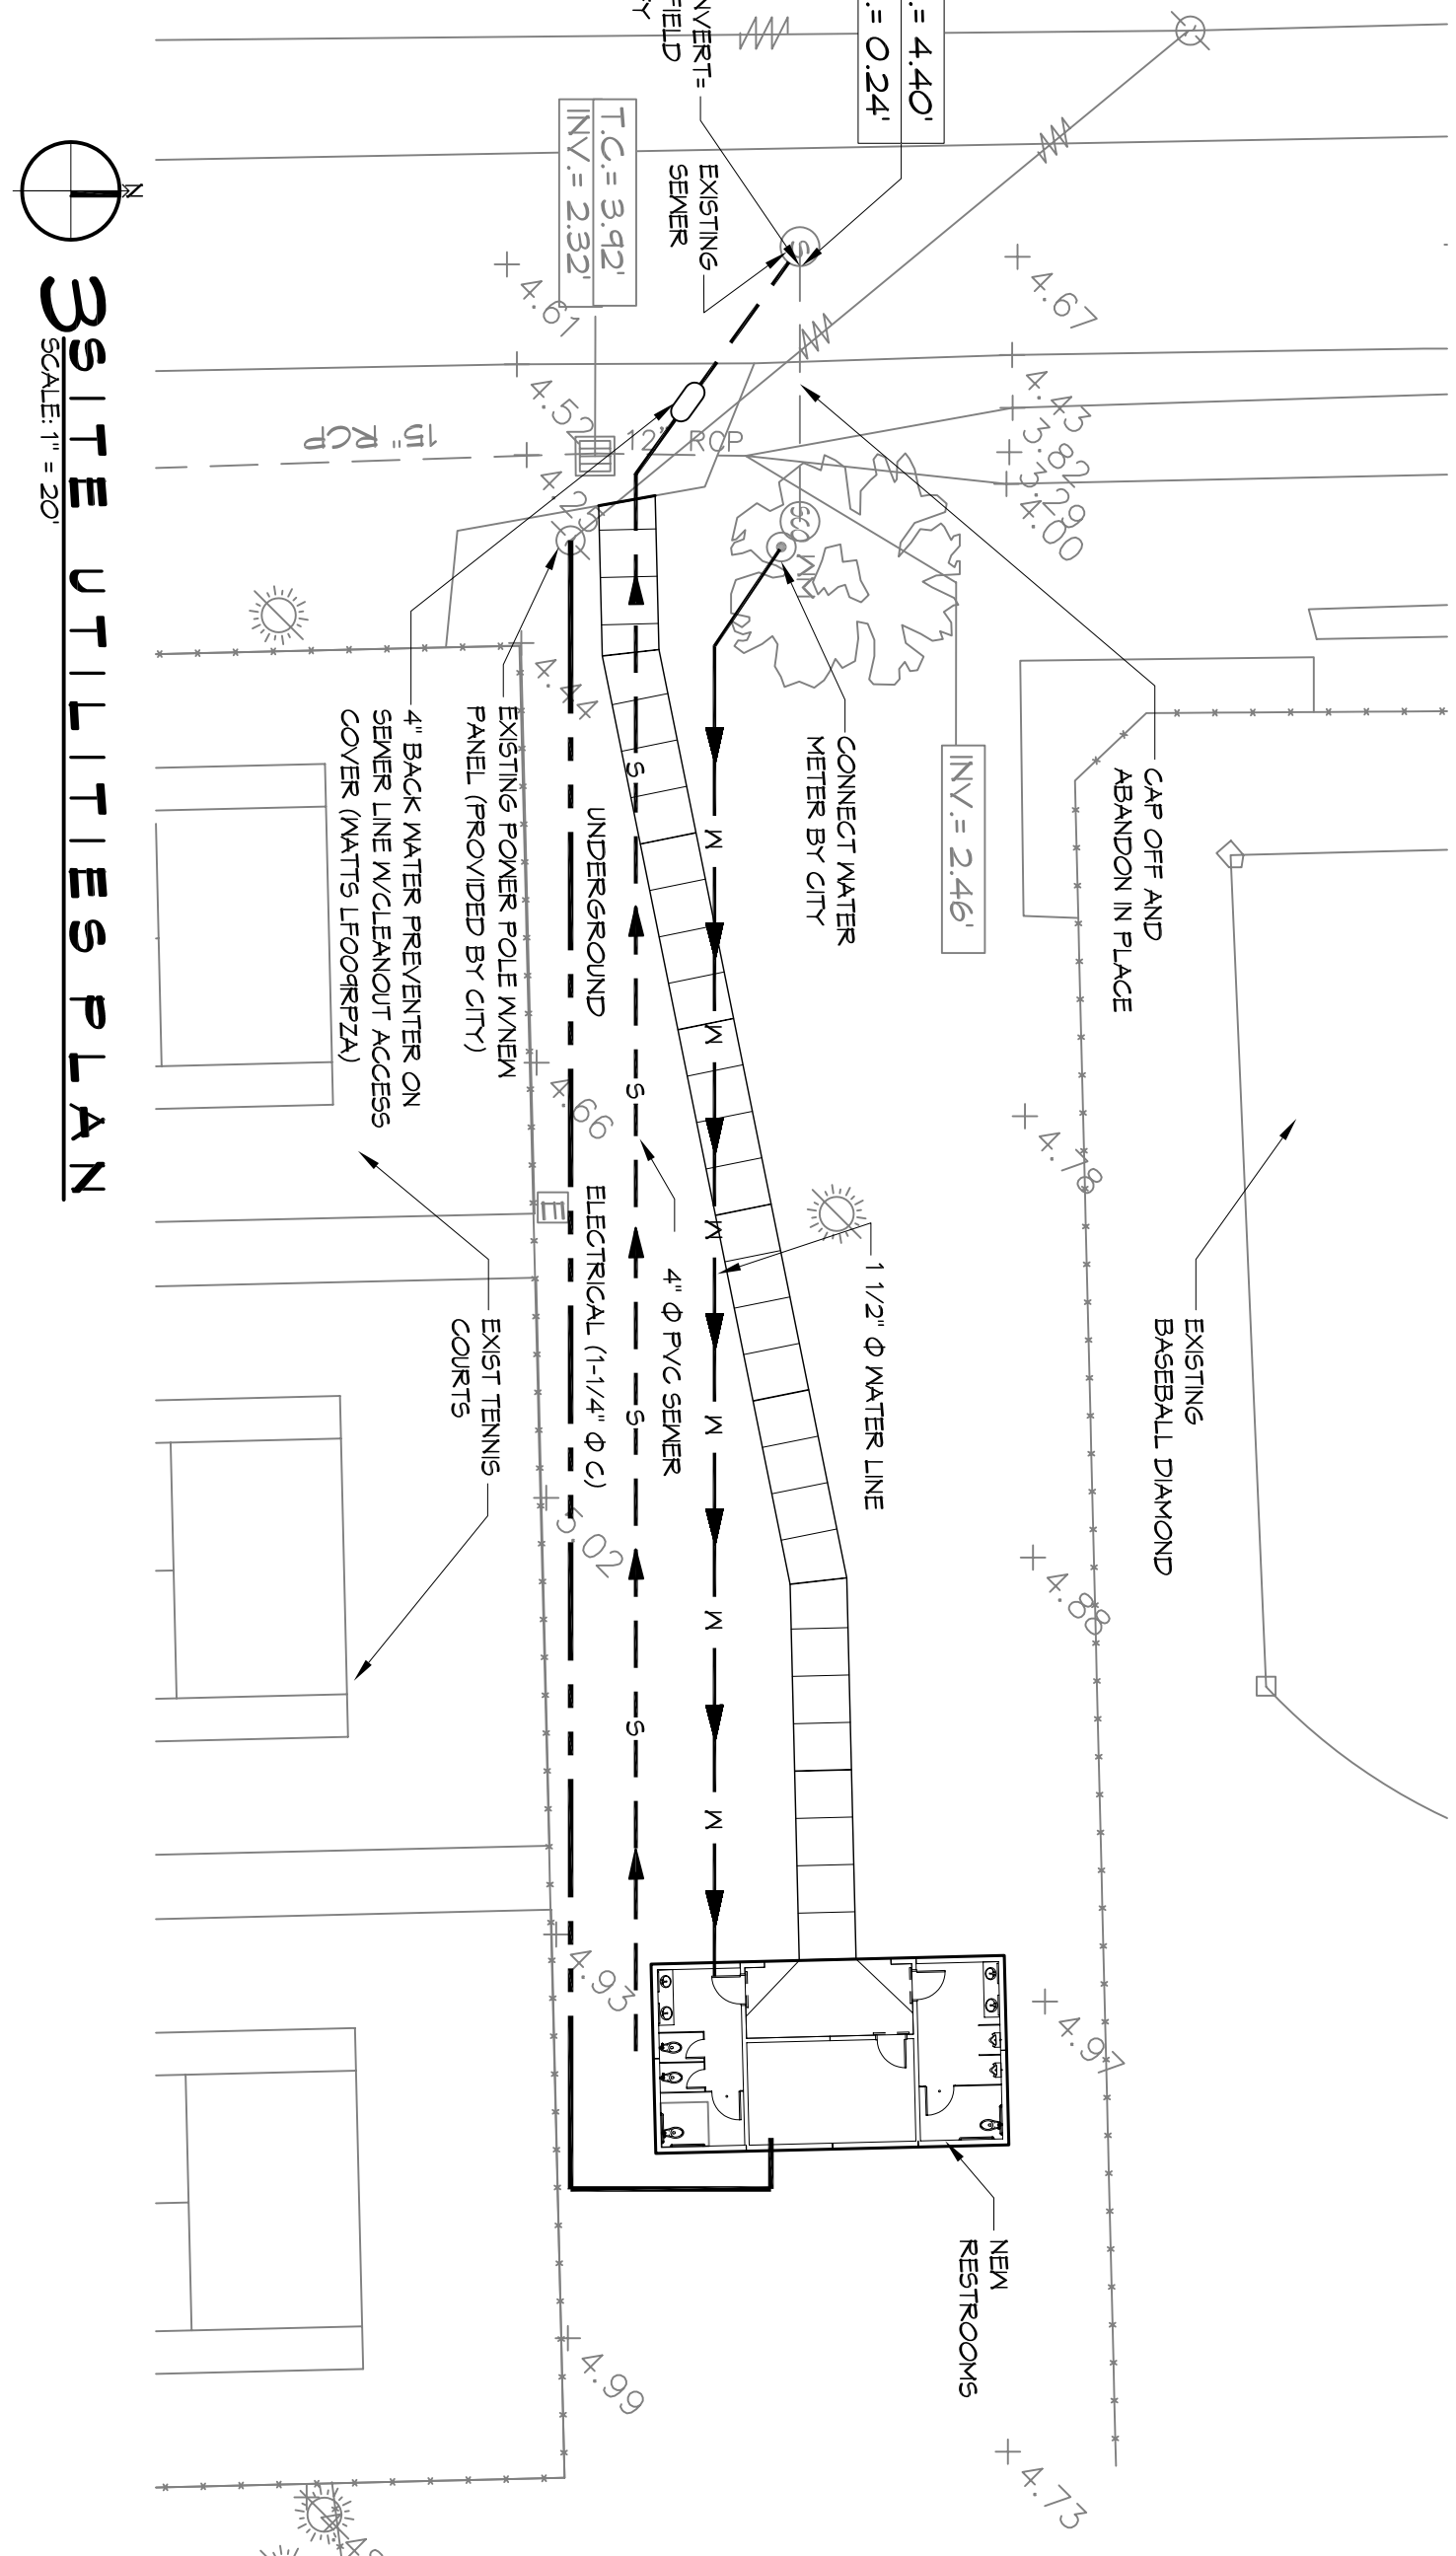 = 4.40'
= 0.24'
NVERT=
FIELD
Y
T.C.= 3.92'
INV.= 2.32'
EXISTING
SEWER
S
4.67
4.61
4.43
3.82
3.29
4.00
4.52
4.23
15" RCP
12" RCP
SCO
WM
4.44
CAP OFF AND
ABANDON IN PLACE
INV.= 2.46'
CONNECT WATER
METER BY CITY
UNDERGROUND
ELECTRICAL (1-1/4" Φ C)
EXISTING POWER POLE W/NEW
PANEL (PROVIDED BY CITY)
4" BACK WATER PREVENTER ON
SEWER LINE W/CLEANOUT ACCESS
COVER (WATTS LF009RPZA)
S
S
S
S
W
W
W
W
W
W
4.66
4.78
E
1 1/2" Φ WATER LINE
4" Φ PVC SEWER
EXISTING
BASEBALL DIAMOND
EXIST TENNIS
COURTS
5.02
4.88
4.93
4.97
NEW
RESTROOMS
4.99
4.73
N
3
SITE UTILITIES PLAN
SCALE: 1" = 20'